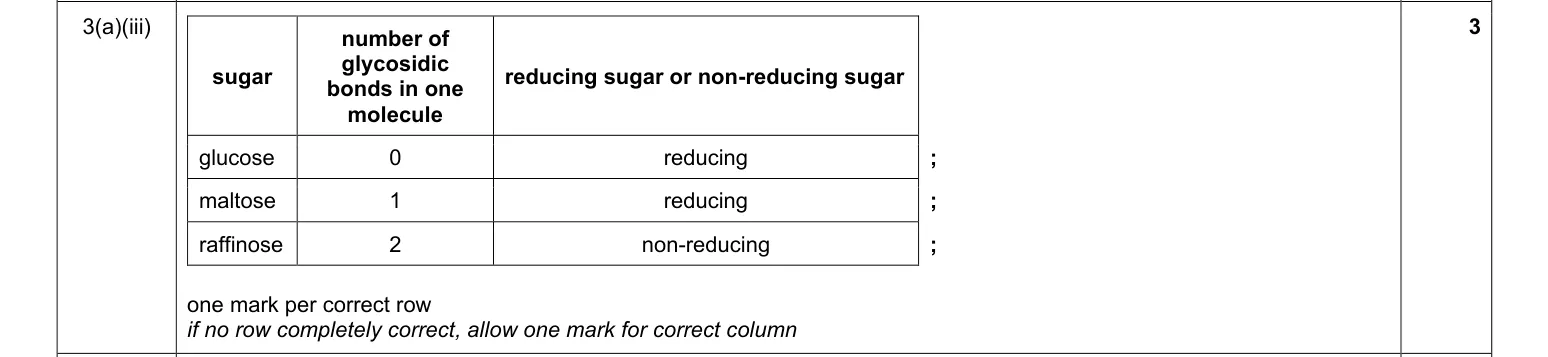 3(a)(iii)
3
sugar
number of
glycosidic
bonds in one
molecule
reducing sugar or non-reducing sugar
glucose 0 reducing ;
maltose 1 reducing ;
raffinose 2 non-reducing ;
one mark per correct row
if no row completely correct, allow one mark for correct column